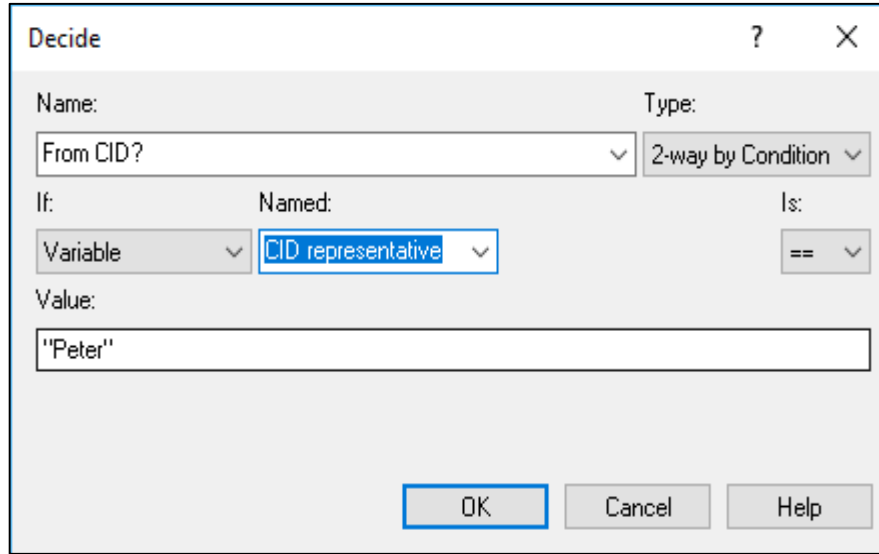 Decide ?
Name: Type:
From CID? 2-way by Condition
If: Named: Is:
Variable CID representative ==
Value:
"Peter"
OK Cancel Help